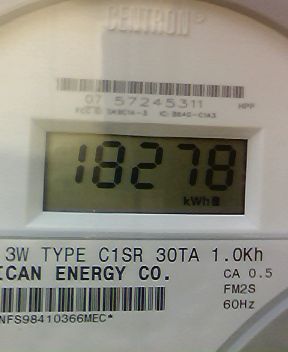 CENTRON®
07 57245311 HPP
18278
kWh
3W TYPE C1SR 30TA 1.0Kh
ICAN ENERGY CO.
CA 0.5
FM2S
60Hz
NFS98410366MEC*